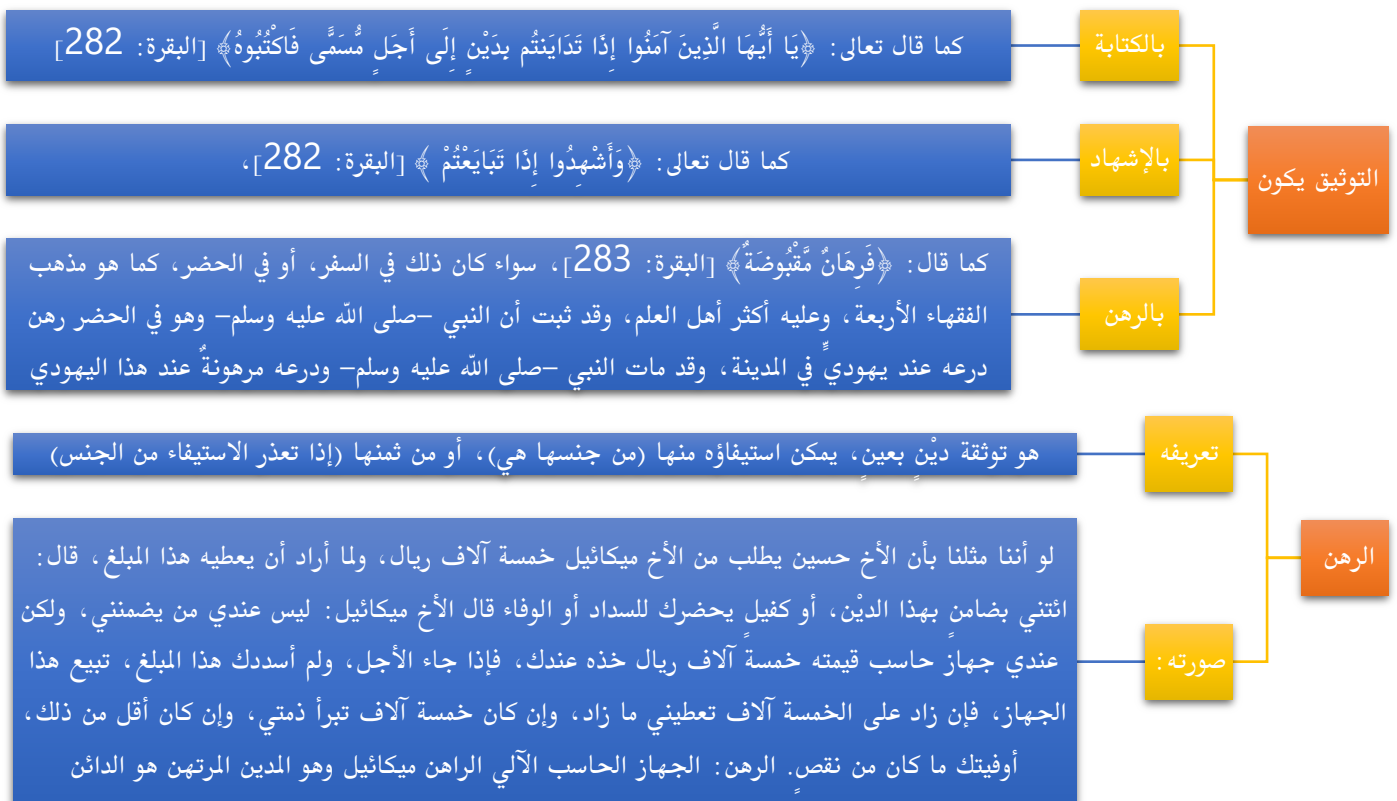 التوثيق يكون
بالكتابة
كما قال تعالى: ﴿يَا أَيُّهَا الَّذِينَ آمَنُوا إِذَا تَدَايَنتُم بِدَيْنٍ إِلَى أَجَلٍ مُّسَمًّى فَاكْتُبُوهُ﴾ [البقرة: 282]
بالإشهاد
كما قال تعالى: ﴿وَأَشْهِدُوا إِذَا تَبَايَعْتُمْ ﴾ [البقرة: 282]،
بالرهن
كما قال: ﴿فَرِهَانٌ مَّقْبُوضَةٌ﴾ [البقرة: 283]، سواء كان ذلك في السفر، أو في الحضر، كما هو مذهب
الفقهاء الأربعة، وعليه أكثر أهل العلم، وقد ثبت أن النبي –صلى الله عليه وسلم– وهو في الحضر رهن
درعه عند يهوديٍّ في المدينة، وقد مات النبي –صلى الله عليه وسلم– ودرعه مرهونةٌ عند هذا اليهودي
الرهن
تعريفه
هو توثقة ديْنٍ بعينٍ، يمكن استيفاؤه منها (من جنسها هي)، أو من ثمنها (إذا تعذر الاستيفاء من الجنس)
صورته:
لو أننا مثلنا بأن الأخ حسين يطلب من الأخ ميكائيل خمسة آلاف ريال، ولما أراد أن يعطيه هذا المبلغ، قال:
ائتني بضامنٍ بهذا الديْن، أو كفيل يحضرك للسداد أو الوفاء قال الأخ ميكائيل: ليس عندي من يضمنني، ولكن
عندي جهاز حاسب قيمته خمسةَ آلاف ريال خذه عندك، فإذا جاء الأجل، ولم أسددك هذا المبلغ، تبيع هذا
الجهاز، فإن زاد على الخمسة آلاف تعطيني ما زاد، وإن كان خمسة آلاف تبرأ ذمتي، وإن كان أقل من ذلك،
أوفيتك ما كان من نقصٍ. الرهن: الجهاز الحاسب الآلي الراهن ميكائيل وهو المدين المرتهن هو الدائن